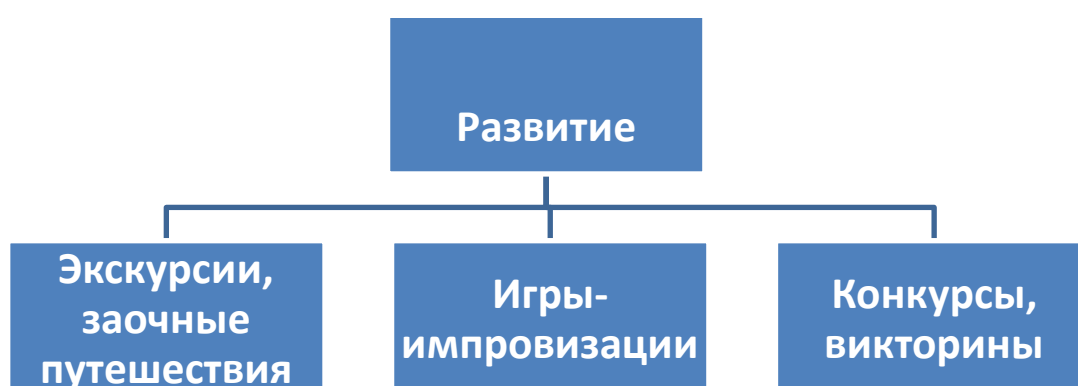 Развитие
Экскурсии,
заочные
путешествия
Игры-
импровизации
Конкурсы,
викторины